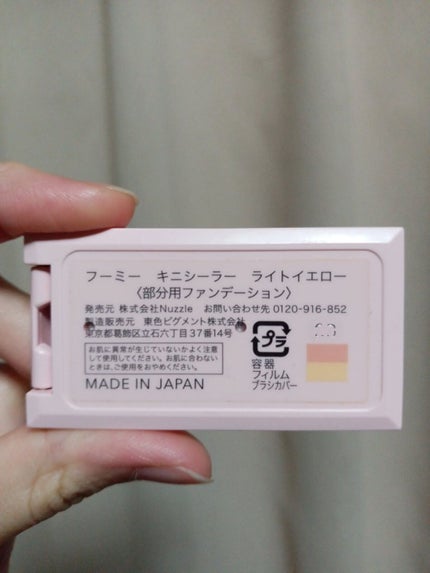 フーミー キニシーラー ライトイエロー
〈部分用ファンデーション〉
発売元 株式会社Nuzzle お問い合わせ先 0120-916-852
製造販売元 東色ピグメント株式会社
東京都葛飾区立石六丁目37番14号
お肌に異常が生じていないかよく注意
して使用してください。お肌に合わない
ときは、ご使用をおやめください。
MADE IN JAPAN
プラ
容器
フィルム
ブラシカバー